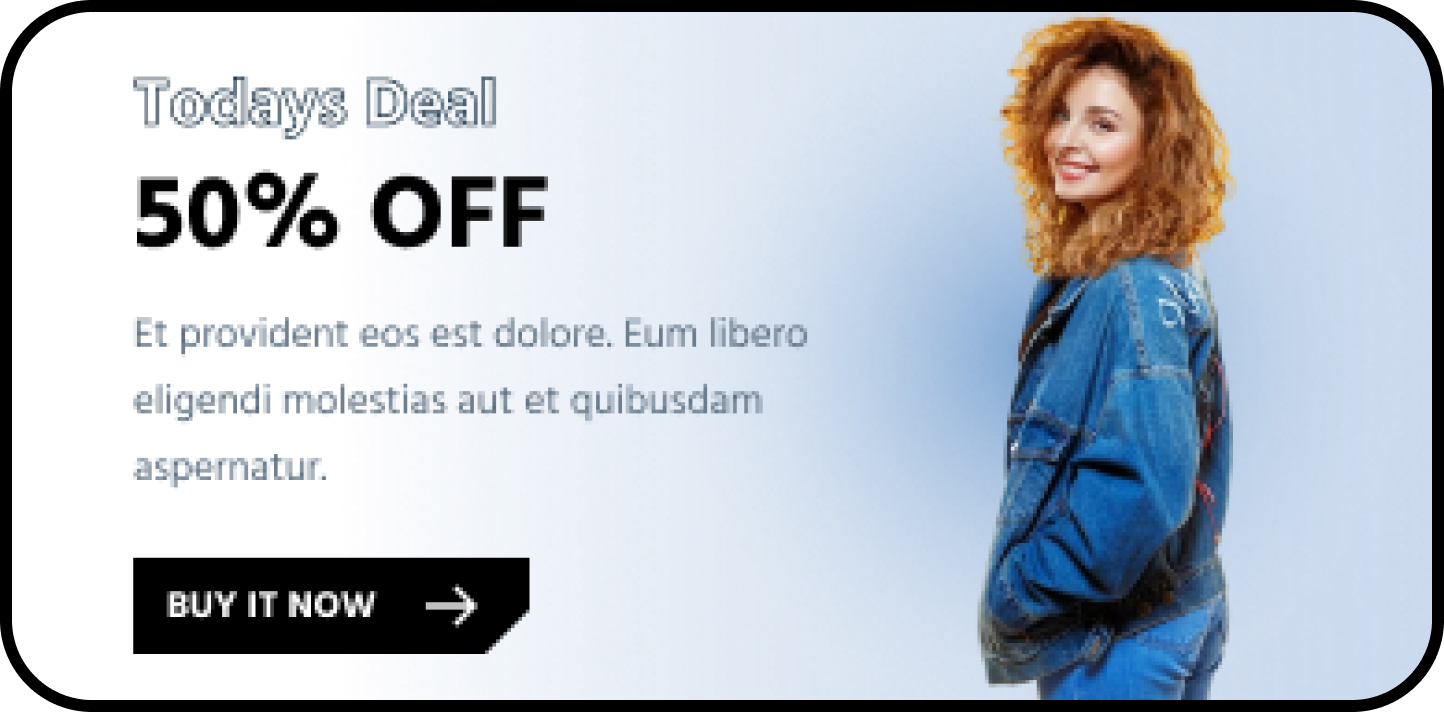 Todays Deal
50% OFF
Et provident eos est dolore. Eum libero
eligendi molestias aut et quibusdam
aspernatur.
BUY IT NOW